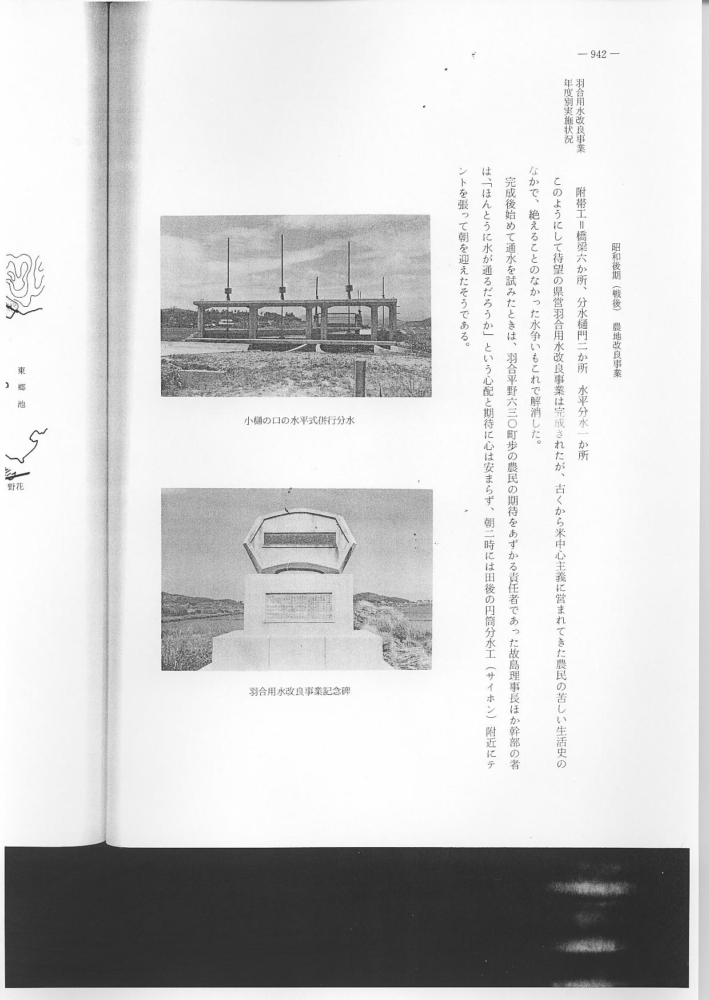 — 942 —
昭和後期（戦後）　農地改良事業
羽合用水改良事業
年度別実施状況
附帯工＝橋梁六か所、分水樋門二か所　水平分水一か所
このようにして待望の県営羽合用水改良事業は完成されたが、古くから米中心主義に営まれてきた農民の苦しい生活史の
なかで、絶えることのなかった水争いもこれで解消した。
完成後始めて通水を試みたときは、羽合平野六三〇町歩の農民の期待をあずかる責任者であった故島理事長ほか幹部の者
は、「ほんとうに水が通るだろうか」という心配と期待に心は安まらず、朝二時には田後の円筒分水工（サイホン）附近にテ
ントを張って朝を迎えたそうである。
小樋の口の水平式併行分水
羽合用水改良事業記念碑
東郷池
野花